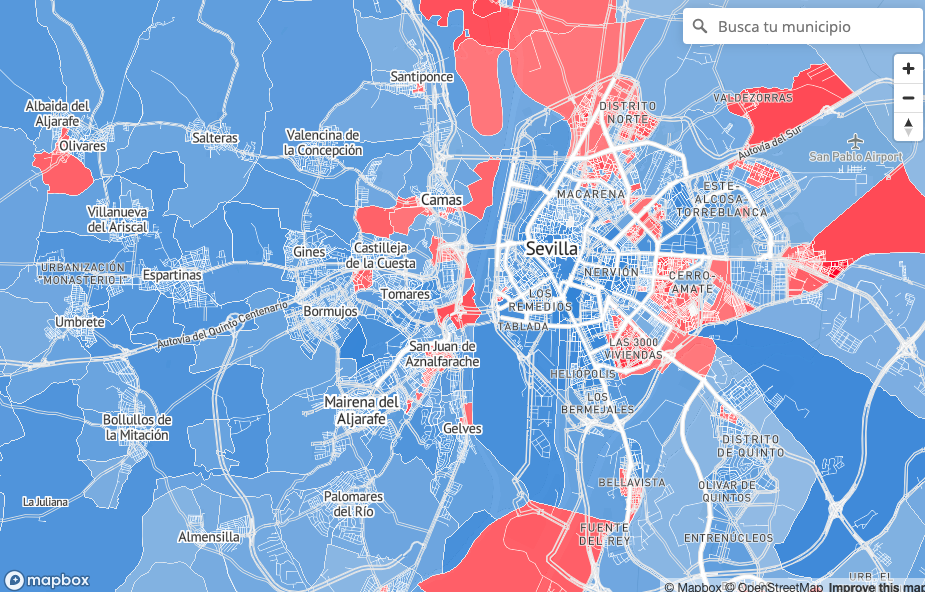 Busca tu municipio
Santiponce
VALDEZORRAS
Albaida del
Aljarafe
DISTRITO
NORTE
Olivares
Salteras
Valencina de
la Concepción
Autovía del Sur
San Pablo Airport
MACARENA
ESTE-
ALCOSA-
TORREBLANCA
Camas
Villanueva
del Ariscal
Gines
Castilleja
de la Cuesta
Sevilla
URBANIZACIÓN
MONASTERIO I
Espartinas
NERVIÓN
CERRO-
AMATE
Tomares
LOS
REMEDIOS
Bormujos
Umbrete
Autovía del Quinto Centenario
TABLADA
San Juan de
Aznalfarache
LAS 3000
VIVIENDAS
HELIÓPOLIS
Mairena del
Aljarafe
LOS
BERMEJALES
Bollullos de
la Mitación
Gelves
DISTRITO
DE QUINTO
BELLAVISTA
OLIVAR DE
QUINTOS
La Juliana
Palomares
del Río
Almensilla
FUENTE
DEL REY
ENTRENÚCLEOS
URB. EL
mapbox
© Mapbox © OpenStreetMap Improve this map